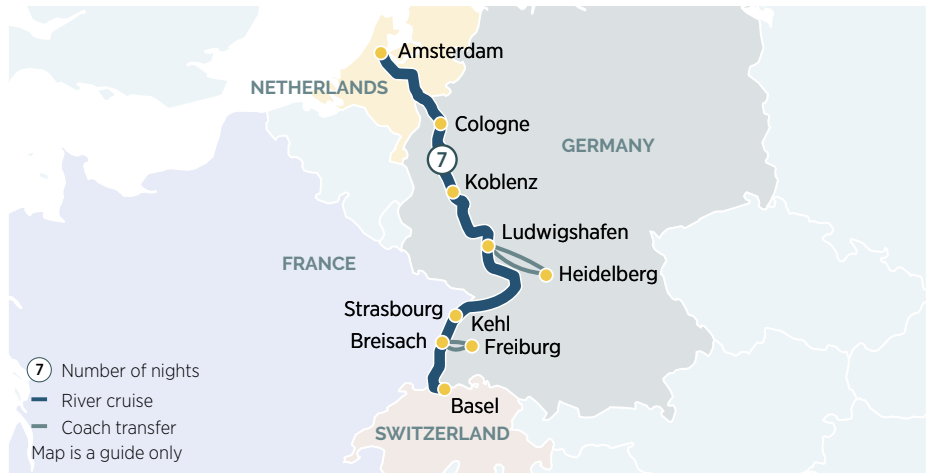 Amsterdam
NETHERLANDS
Cologne
GERMANY
7
Koblenz
Ludwigshafen
FRANCE
Heidelberg
Strasbourg
Kehl
Breisach
Freiburg
7 Number of nights
River cruise
Basel
Coach transfer
SWITZERLAND
Map is a guide only